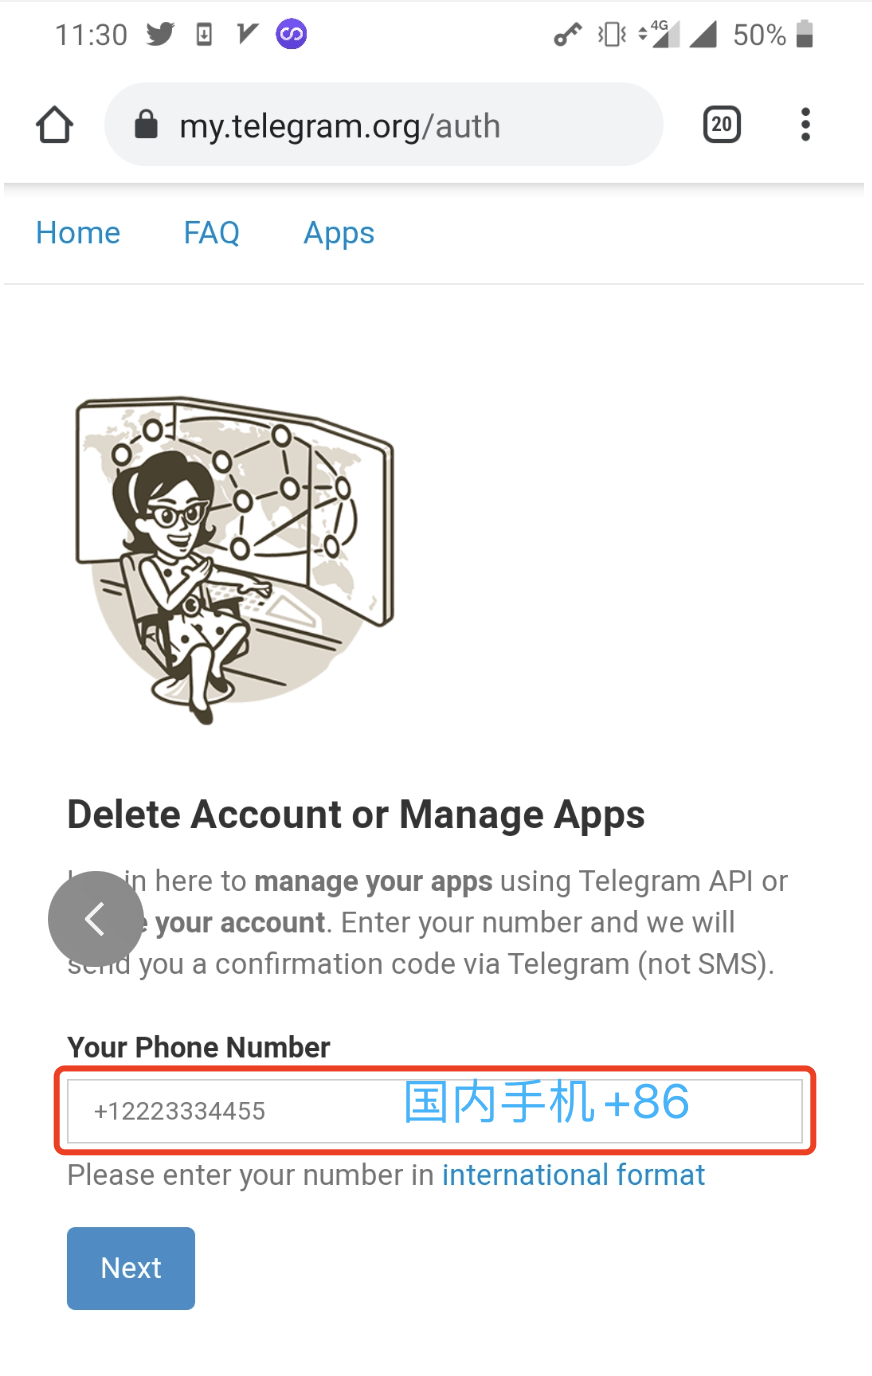 11:30 4G 50%
my.telegram.org/auth 20
Home FAQ Apps
Delete Account or Manage Apps
in here to manage your apps using Telegram API or
your account. Enter your number and we will
send you a confirmation code via Telegram (not SMS).
Your Phone Number
+12223334455 国内手机 +86
Please enter your number in international format
Next